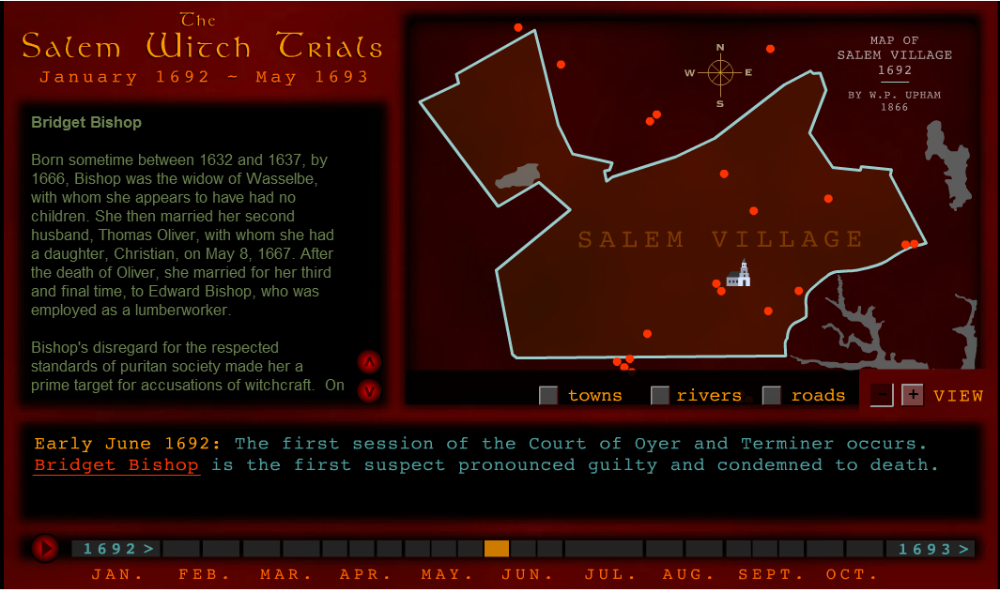 The
Salem Witch Trials
January 1692 ~ May 1693
Bridget Bishop
Born sometime between 1632 and 1637, by
1666, Bishop was the widow of Wasselbe,
with whom she appears to have had no
children. She then married her second
husband, Thomas Oliver, with whom she had
a daughter, Christian, on May 8, 1667. After
the death of Oliver, she married for her third
and final time, to Edward Bishop, who was
employed as a lumberworker.
Bishop's disregard for the respected
standards of puritan society made her a
prime target for accusations of witchcraft. On
N
W E
S
MAP OF
SALEM VILLAGE
1692
BY W.P. UPHAM
1866
SALEM VILLAGE
towns rivers roads - + VIEW
Early June 1692: The first session of the Court of Oyer and Terminer occurs.
Bridget Bishop is the first suspect pronounced guilty and condemned to death.
1692 > 1693 >
JAN. FEB. MAR. APR. MAY. JUN. JUL. AUG. SEPT. OCT.